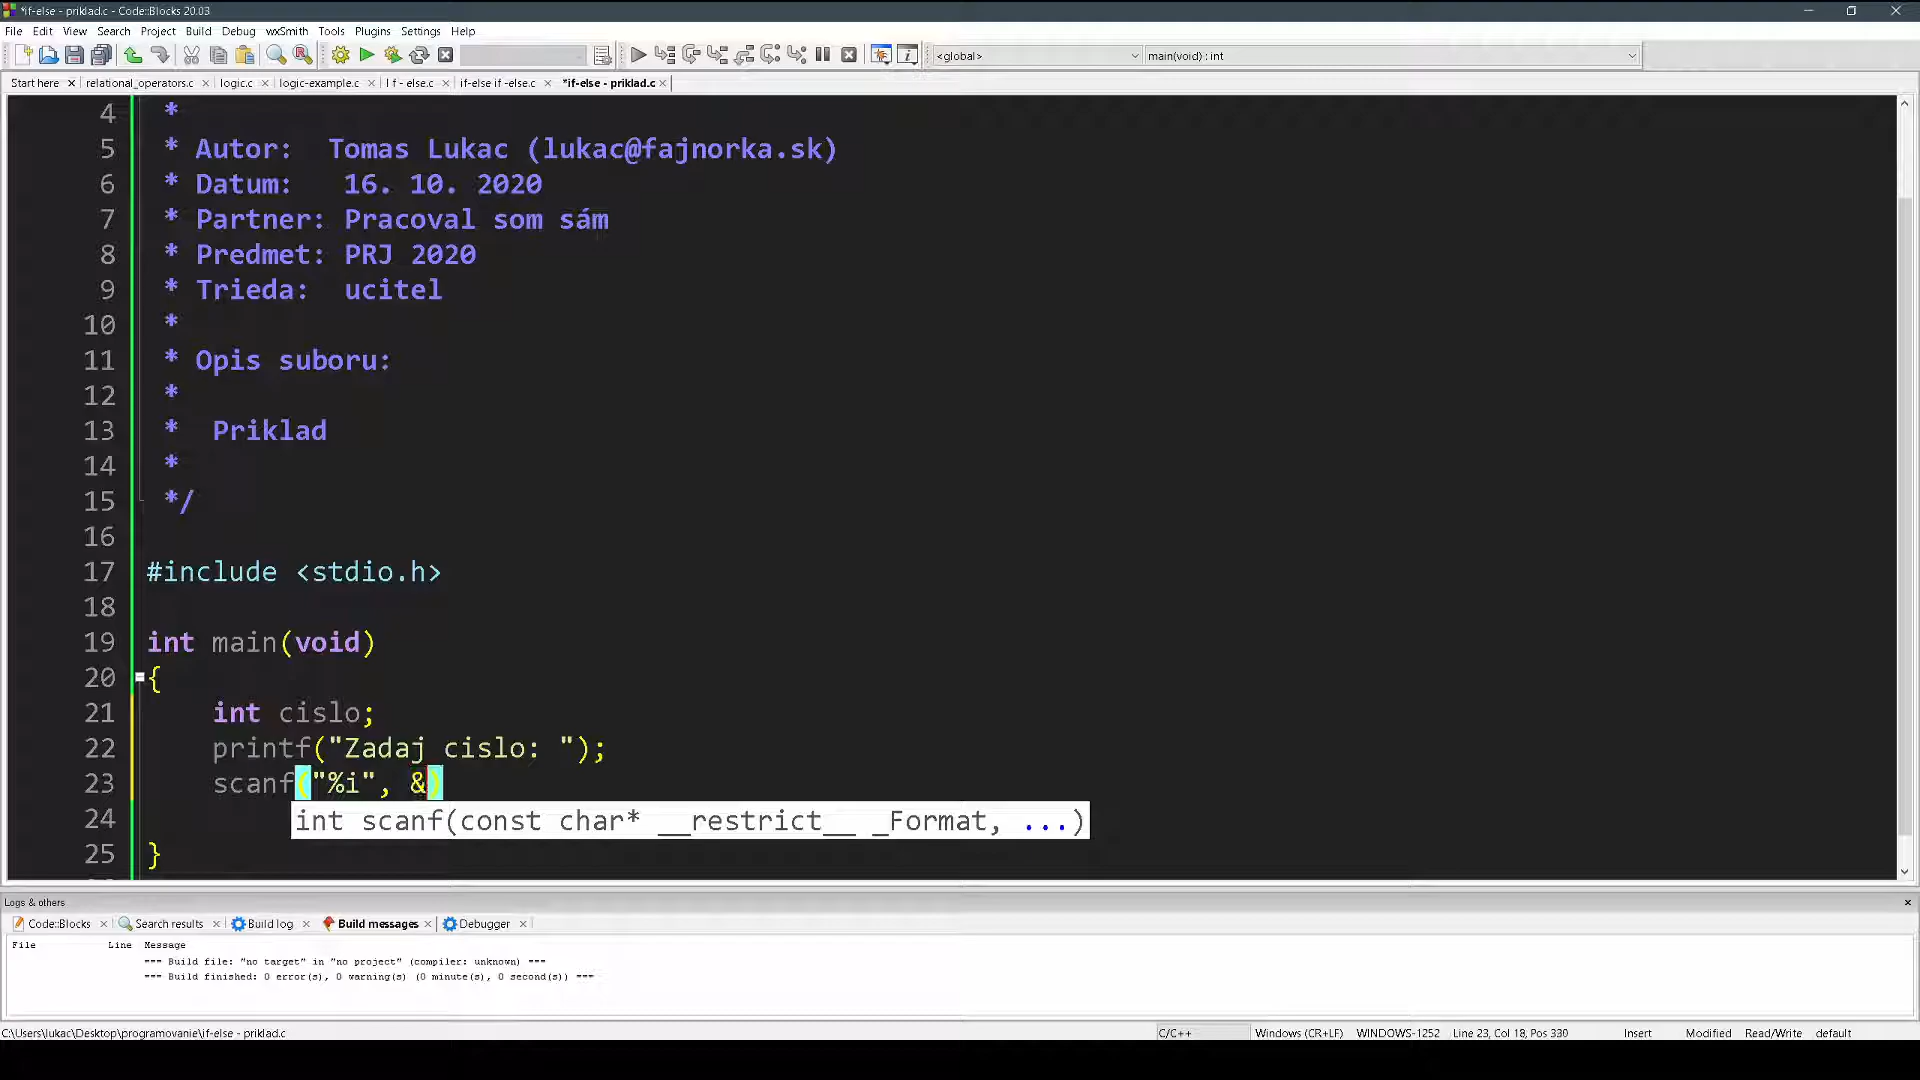 *if-else - priklad.c - Code::Blocks 20.03
File Edit View Search Project Build Debug wxSmith Tools Plugins Settings Help
<global> main(void) : int
Start here relational_operators.c logic.c logic-example.c I f - else.c if-else if -else.c *if-else - priklad.c
4 *
5 * Autor: Tomas Lukac (lukac@fajnorka.sk)
6 * Datum: 16. 10. 2020
7 * Partner: Pracoval som sám
8 * Predmet: PRJ 2020
9 * Trieda: ucitel
10 *
11 * Opis suboru:
12 *
13 * Priklad
14 *
15 */
16
17 #include <stdio.h>
18
19 int main(void)
20 {
21 int cislo;
22 printf("Zadaj cislo: ");
23 scanf("%i", &)
24 int scanf(const char* __restrict__ _Format, ...)
25 }
Logs & others
Code::Blocks Search results Build log Build messages Debugger
File Line Message
=== Build file: "no target" in "no project" (compiler: unknown) ===
=== Build finished: 0 error(s), 0 warning(s) (0 minute(s), 0 second(s)) ===
C:\Users\lukac\Desktop\programovanie\if-else - priklad.c C/C++ Windows (CR+LF) WINDOWS-1252 Line 23, Col 18, Pos 330 Insert Modified Read/Write default